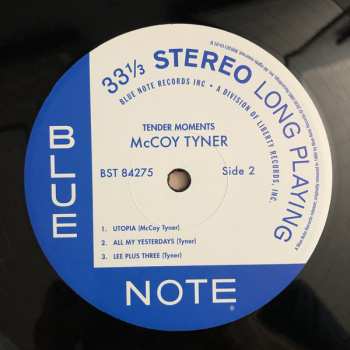 33⅓ STEREO LONG PLAYING
BLUE NOTE RECORDS INC • A DIVISION OF LIBERTY RECORDS, INC.
TENDER MOMENTS
McCOY TYNER
BST 84275 Side 2
1. UTOPIA (McCoy Tyner)
2. ALL MY YESTERDAYS (Tyner)
3. LEE PLUS THREE (Tyner)
BLUE
NOTE